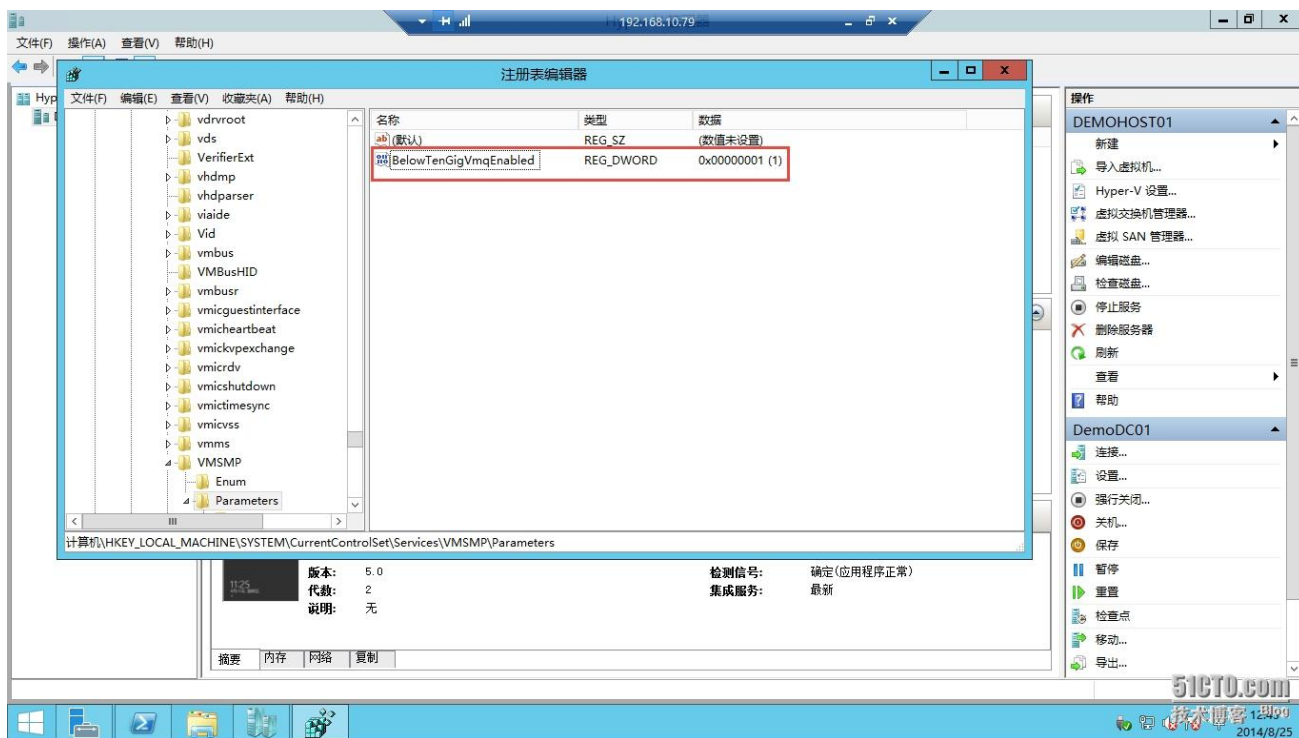 192.168.10.79
文件(F) 操作(A) 查看(V) 帮助(H)
注册表编辑器
文件(F) 编辑(E) 查看(V) 收藏夹(A) 帮助(H)
Hyp
vdrvroot
vds
VerifierExt
vhdmp
vhdparser
viaide
Vid
vmbus
VMBusHID
vmbusr
vmicguestinterface
vmicheartbeat
vmickvpexchange
vmicrdv
vmicshutdown
vmictimesync
vmicvss
vmms
VMSMP
Enum
Parameters
名称 类型 数据
(默认) REG_SZ (数值未设置)
BelowTenGigVmqEnabled REG_DWORD 0x00000001 (1)
计算机\HKEY_LOCAL_MACHINE\SYSTEM\CurrentControlSet\Services\VMSMP\Parameters
11:25
版本: 5.0 检测信号: 确定(应用程序正常)
代数: 2 集成服务: 最新
说明: 无
摘要 内存 网络 复制
操作
DEMOHOST01
新建
导入虚拟机...
Hyper-V 设置...
虚拟交换机管理器...
虚拟 SAN 管理器...
编辑磁盘...
检查磁盘...
停止服务
删除服务器
刷新
查看
帮助
DemoDC01
连接...
设置...
强行关闭...
关机...
保存
暂停
重置
检查点
移动...
导出...
51CTO.com
技术博客 Blog
2014/8/25